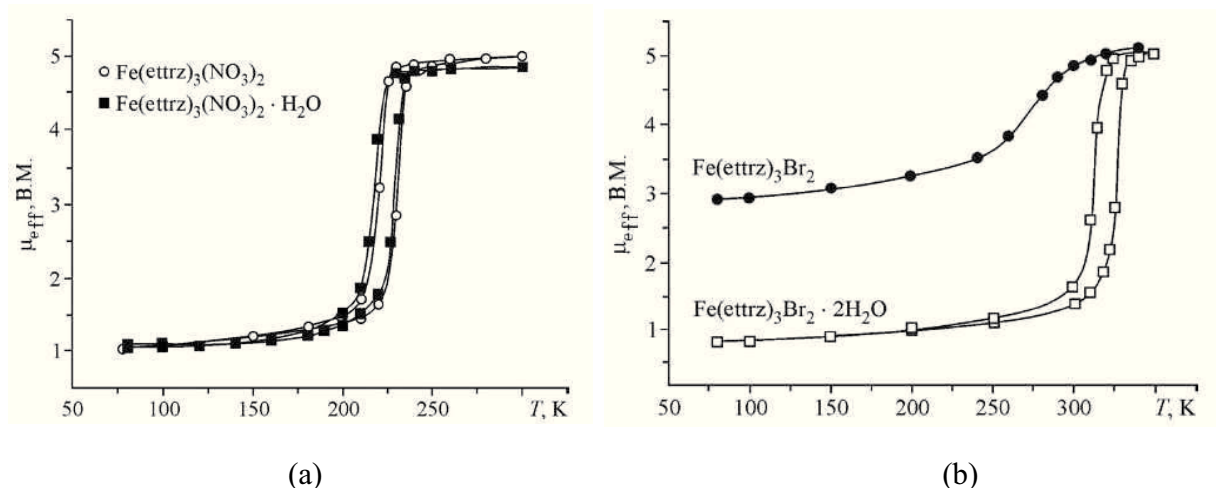 Fe(ettrz)₃(NO₃)₂
Fe(ettrz)₃(NO₃)₂ · H₂O
μeff, B.M.
5
4
3
2
1
50
100
150
200
250
T, K
(a)
Fe(ettrz)₃Br₂
Fe(ettrz)₃Br₂ · 2H₂O
μeff, B.M.
5
4
3
2
1
50
100
150
200
250
300
T, K
(b)